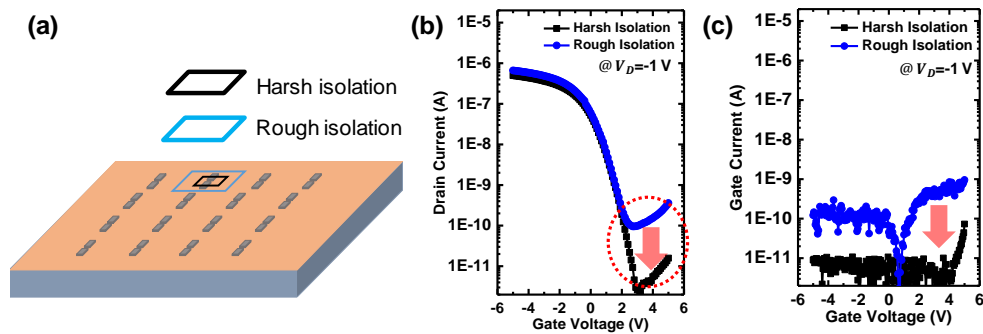 (a)
Harsh isolation
Rough isolation
(b)
Harsh Isolation
Rough Isolation
@ V_D=-1 V
Drain Current (A)
1E-5
1E-6
1E-7
1E-8
1E-9
1E-10
1E-11
-6 -4 -2 0 2 4 6
Gate Voltage (V)
(c)
Harsh Isolation
Rough Isolation
@ V_D=-1 V
Gate Current (A)
1E-5
1E-6
1E-7
1E-8
1E-9
1E-10
1E-11
-6 -4 -2 0 2 4 6
Gate Voltage (V)